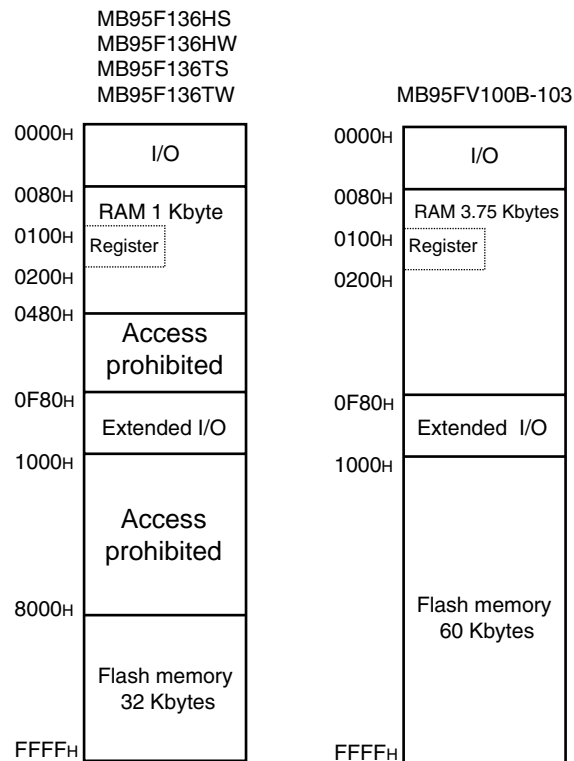 MB95F136HS
MB95F136HW
MB95F136TS
MB95F136TW
0000H
I/O
0080H
RAM 1 Kbyte
0100H
Register
0200H
0480H
Access
prohibited
0F80H
Extended I/O
1000H
Access
prohibited
8000H
Flash memory
32 Kbytes
FFFFH
MB95FV100B-103
0000H
I/O
0080H
RAM 3.75 Kbytes
0100H
Register
0200H
0F80H
Extended I/O
1000H
Flash memory
60 Kbytes
FFFFH